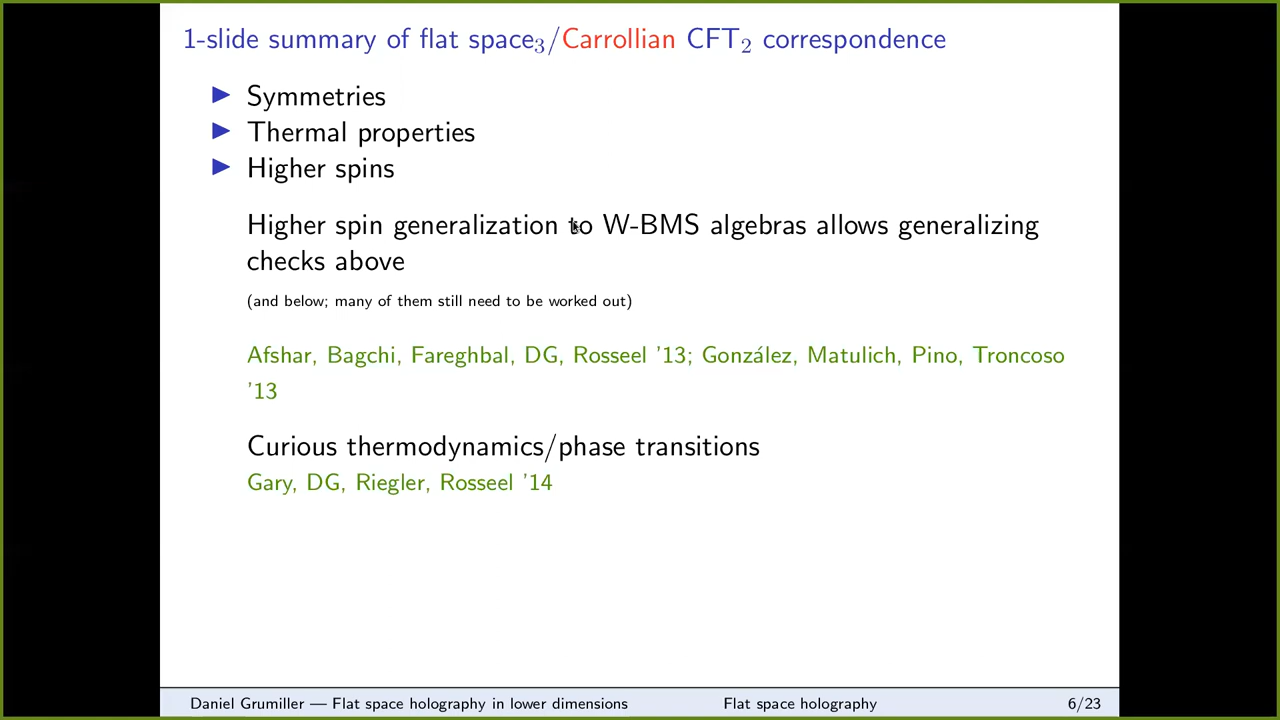 1-slide summary of flat space₃/Carrollian CFT₂ correspondence
▶ Symmetries
▶ Thermal properties
▶ Higher spins
Higher spin generalization to W-BMS algebras allows generalizing
checks above
(and below; many of them still need to be worked out)
Afshar, Bagchi, Fareghbal, DG, Rosseel '13; González, Matulich, Pino, Troncoso
'13
Curious thermodynamics/phase transitions
Gary, DG, Riegler, Rosseel '14
Daniel Grumiller — Flat space holography in lower dimensions Flat space holography 6/23